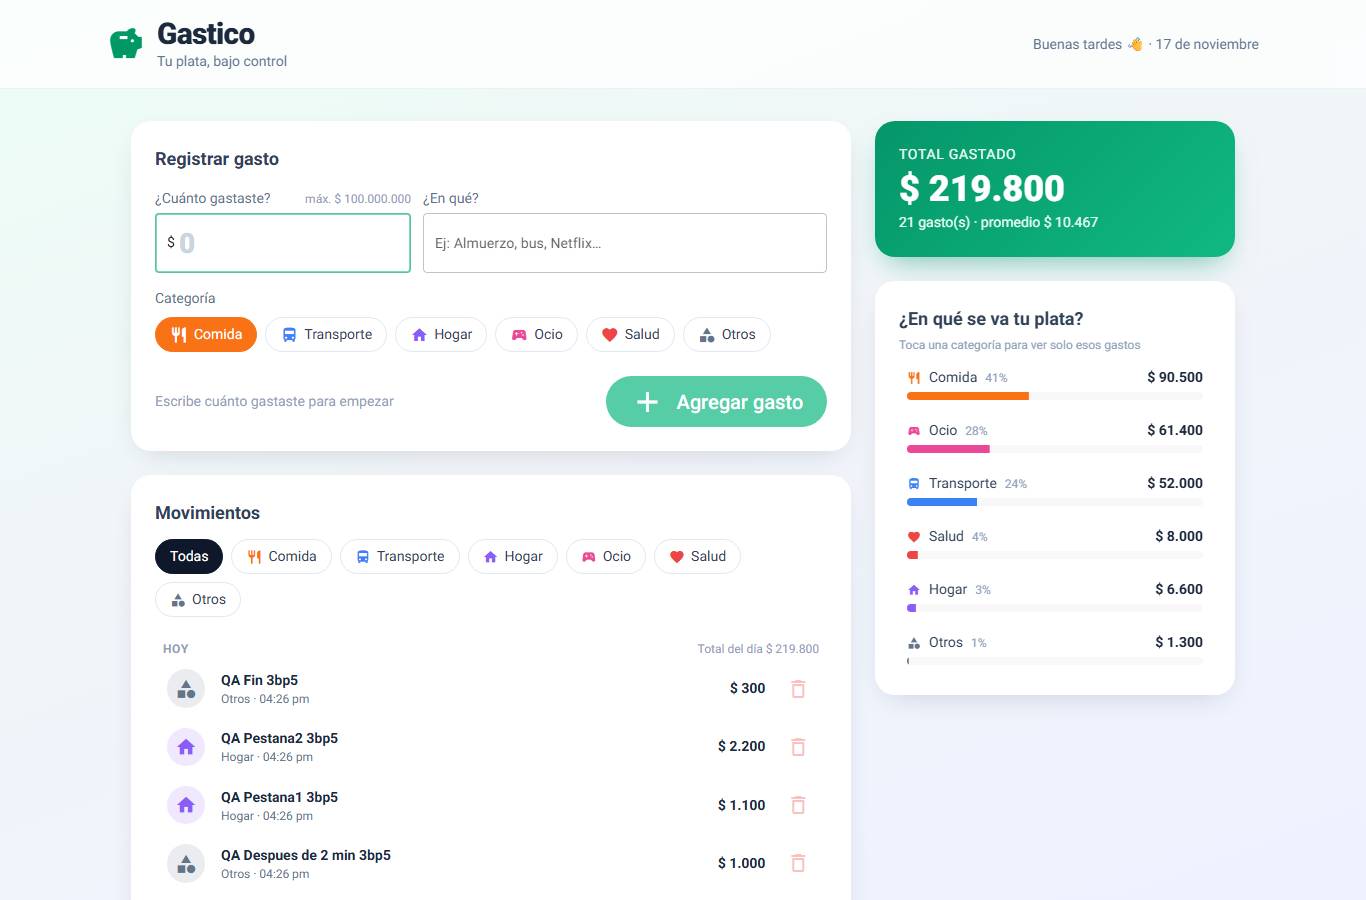 Gastico
Tu plata, bajo control
Buenas tardes 👋 · 17 de noviembre
Registrar gasto
¿Cuánto gastaste? máx. $ 100.000.000
$ 0
¿En qué?
Ej: Almuerzo, bus, Netflix...
Categoría
Comida Transporte Hogar Ocio Salud Otros
Escribe cuánto gastaste para empezar
Agregar gasto
Movimientos
Todas Comida Transporte Hogar Ocio Salud
Otros
HOY Total del día $ 219.800
QA Fin 3bp5
Otros · 04:26 pm
$ 300
QA Pestana2 3bp5
Hogar · 04:26 pm
$ 2.200
QA Pestana1 3bp5
Hogar · 04:26 pm
$ 1.100
QA Despues de 2 min 3bp5
Otros · 04:26 pm
$ 1.000
TOTAL GASTADO
$ 219.800
21 gasto(s) · promedio $ 10.467
¿En qué se va tu plata?
Toca una categoría para ver solo esos gastos
Comida 41% $ 90.500
Ocio 28% $ 61.400
Transporte 24% $ 52.000
Salud 4% $ 8.000
Hogar 3% $ 6.600
Otros 1% $ 1.300